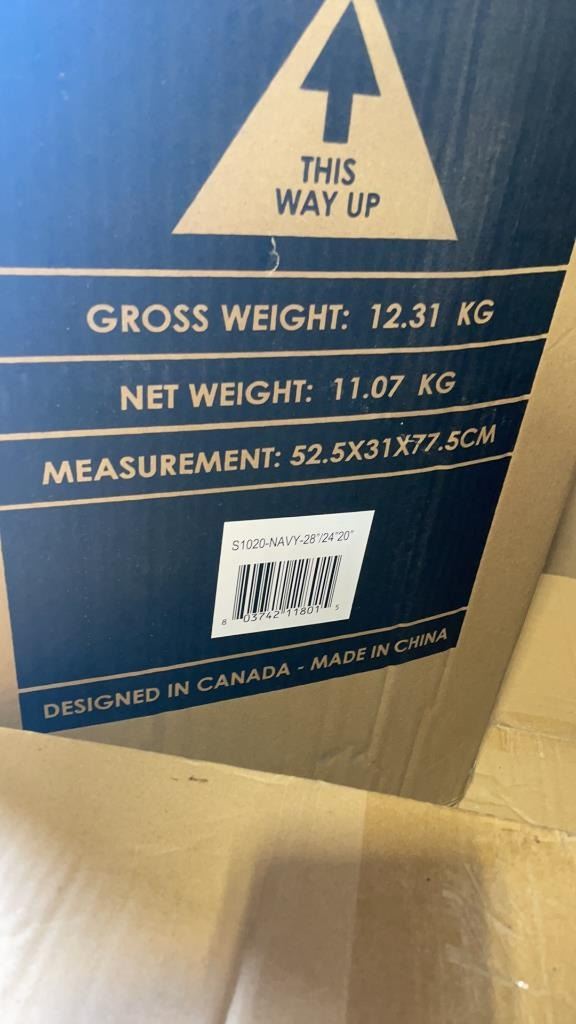 THIS
WAY UP
GROSS WEIGHT: 12.31 KG
NET WEIGHT: 11.07 KG
MEASUREMENT: 52.5X31X77.5CM
S1020-NAVY-28"/24"20"
8 03742 11801 5
DESIGNED IN CANADA - MADE IN CHINA